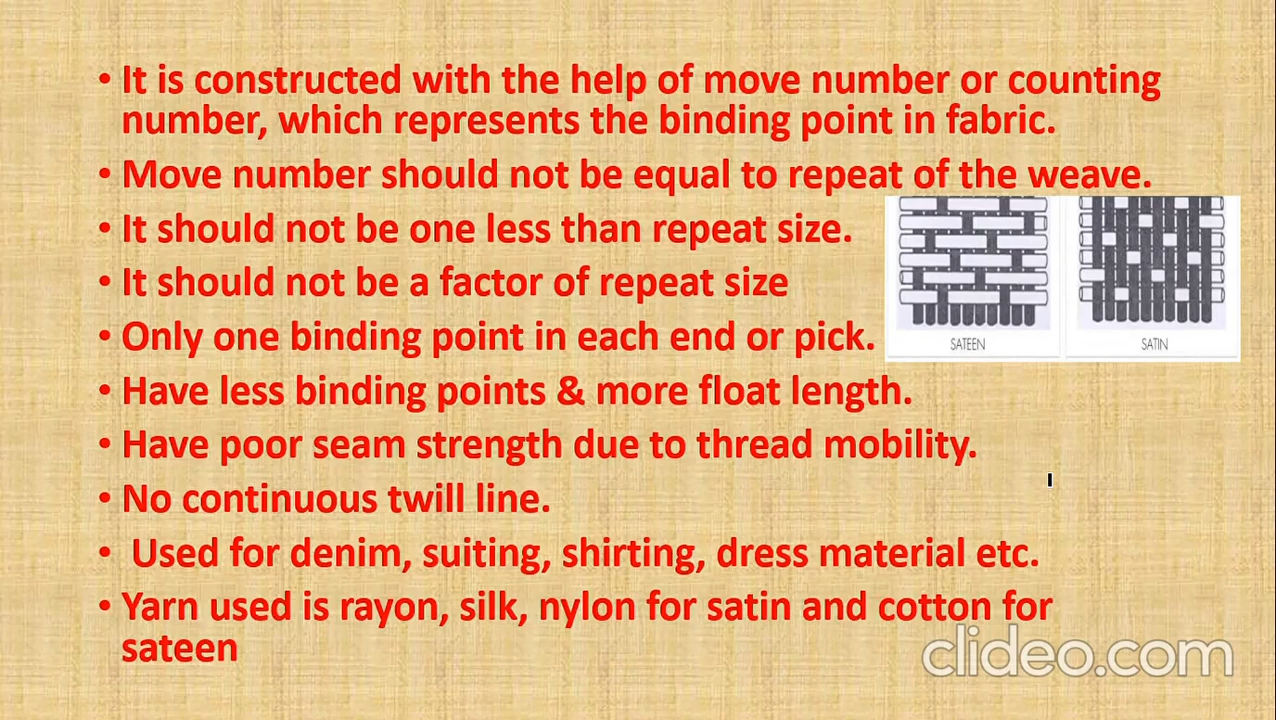 • It is constructed with the help of move number or counting
number, which represents the binding point in fabric.
• Move number should not be equal to repeat of the weave.
• It should not be one less than repeat size.
• It should not be a factor of repeat size
• Only one binding point in each end or pick.
SATEEN
SATIN
• Have less binding points & more float length.
• Have poor seam strength due to thread mobility.
• No continuous twill line.
• Used for denim, suiting, shirting, dress material etc.
• Yarn used is rayon, silk, nylon for satin and cotton for
sateen
clideo.com